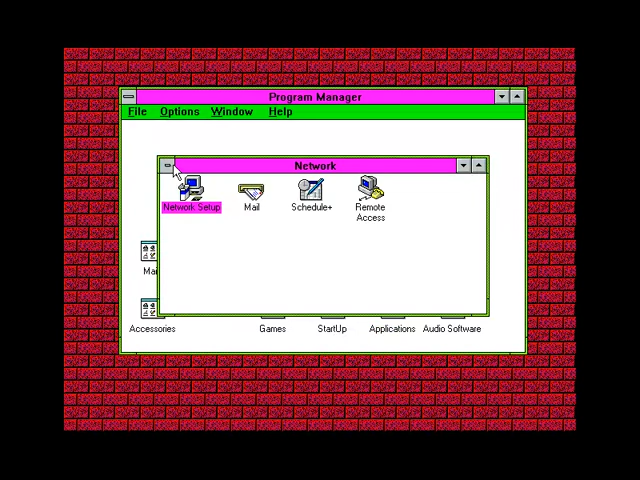 Program Manager
File Options Window Help
Network
Network Setup Mail Schedule+ Remote Access
Mai
Accessories Games StartUp Applications Audio Software